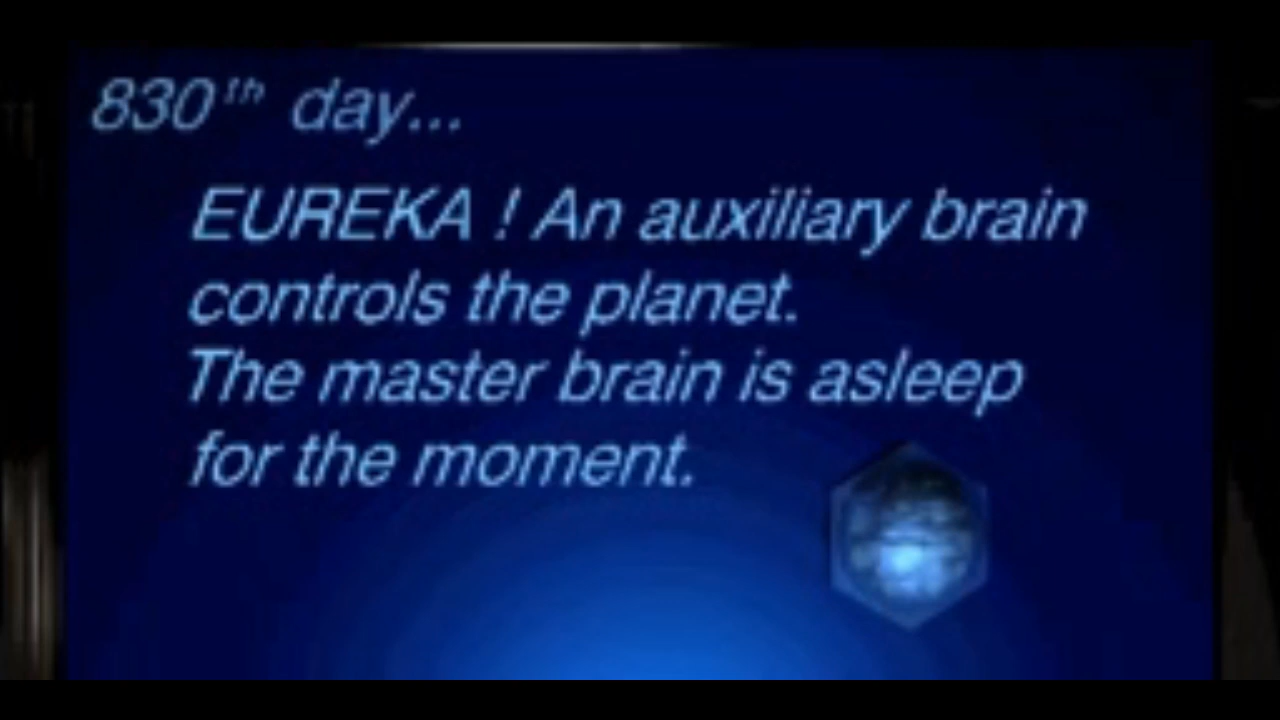 830th day...
EUREKA ! An auxiliary brain
controls the planet.
The master brain is asleep
for the moment.